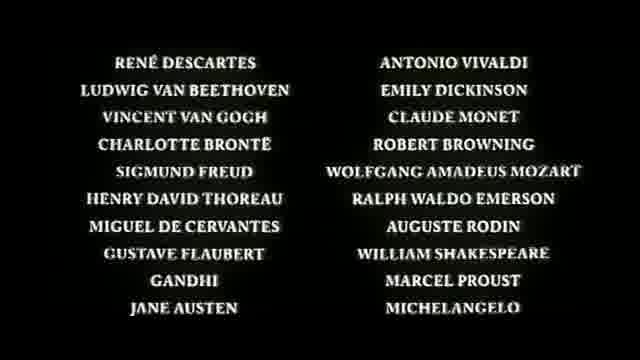 RENÉ DESCARTES
LUDWIG VAN BEETHOVEN
VINCENT VAN GOGH
CHARLOTTE BRONTË
SIGMUND FREUD
HENRY DAVID THOREAU
MIGUEL DE CERVANTES
GUSTAVE FLAUBERT
GANDHI
JANE AUSTEN
ANTONIO VIVALDI
EMILY DICKINSON
CLAUDE MONET
ROBERT BROWNING
WOLFGANG AMADEUS MOZART
RALPH WALDO EMERSON
AUGUSTE RODIN
WILLIAM SHAKESPEARE
MARCEL PROUST
MICHELANGELO